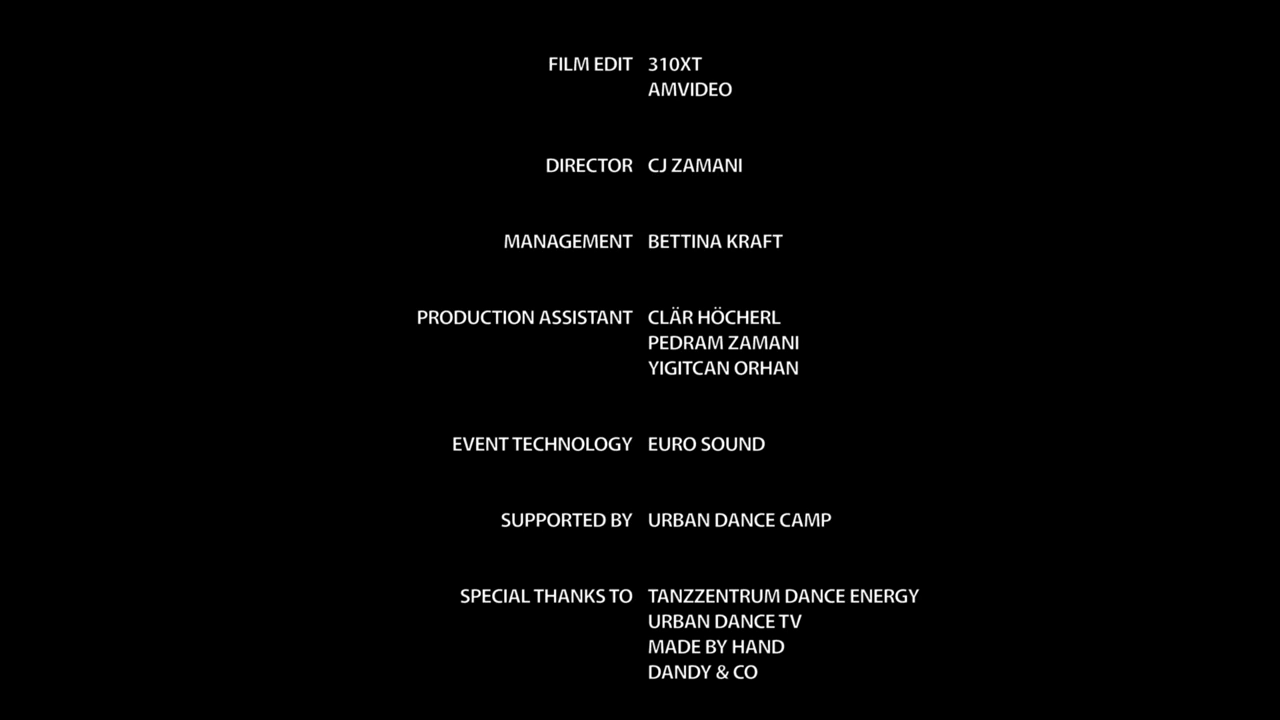 FILM EDIT 310XT
AMVIDEO
DIRECTOR CJ ZAMANI
MANAGEMENT BETTINA KRAFT
PRODUCTION ASSISTANT CLÄR HÖCHERL
PEDRAM ZAMANI
YIGITCAN ORHAN
EVENT TECHNOLOGY EURO SOUND
SUPPORTED BY URBAN DANCE CAMP
SPECIAL THANKS TO TANZZENTRUM DANCE ENERGY
URBAN DANCE TV
MADE BY HAND
DANDY & CO